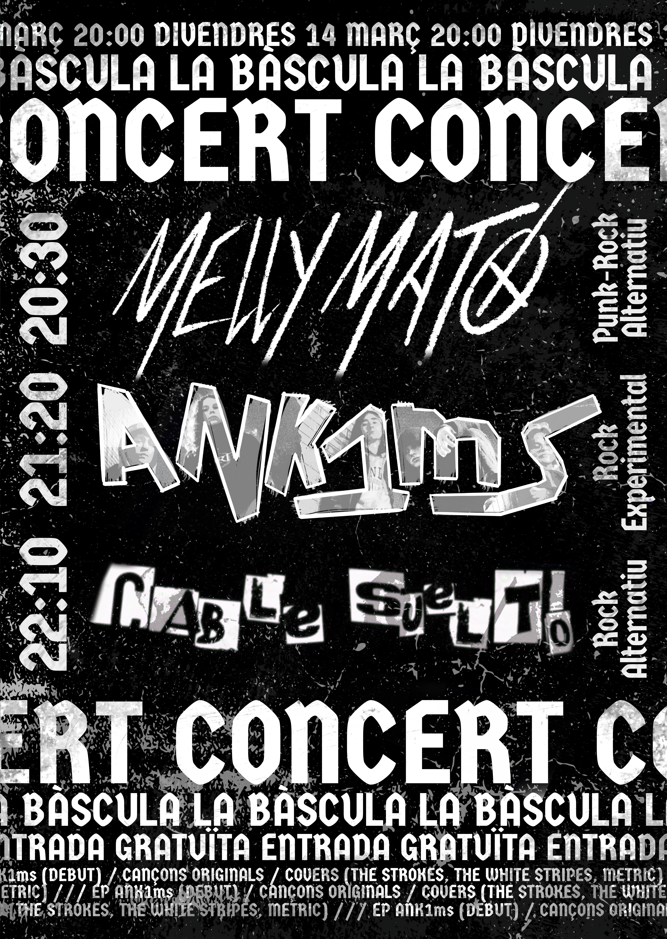 MARÇ 20:00 DIVENDRES 14 MARÇ 20:00 DIVENDRES 1
BÀSCULA LA BÀSCULA LA BÀSCULA
CONCERT CONCE
20:30
MELLY MATØ
Punk-Rock
Alternatiu
21:20
ANK1mS
Rock
Experimental
22:10
CABLe SueLTO
Rock
Alternatiu
ERT CONCERT CO
A BÀSCULA LA BÀSCULA LA BÀSCULA L
NTRADA GRATUÏTA ENTRADA GRATUÏTA ENTRADA
K1ms (DEBUT) / CANÇONS ORIGINALS / COVERS (THE STROKES, THE WHITE STRIPES, METRIC)
ETRIC) /// EP ANK1ms (DEBUT) / CANÇONS ORIGINALS / COVERS (THE STROKES, THE WHITE
(THE STROKES, THE WHITE STRIPES, METRIC) /// EP ANK1ms (DEBUT) / CANÇONS ORIGINA